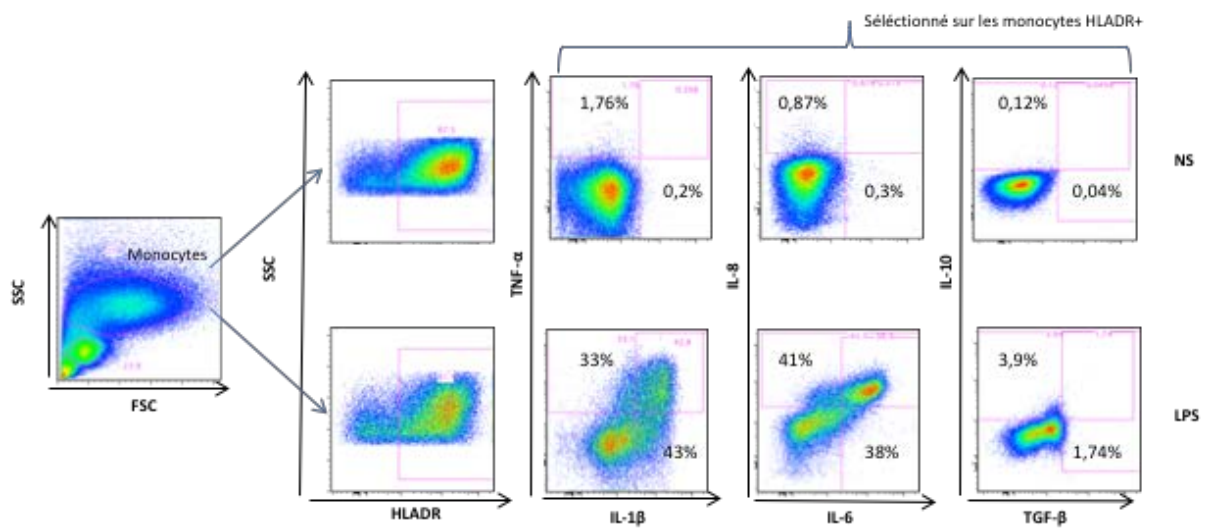 Séléctionné sur les monocytes HLADR+
1,76%
0,2%
0,87%
0,3%
0,12%
0,04%
NS
Monocytes
SSC
FSC
SSC
TNF-α
IL-8
IL-10
33%
43%
41%
38%
3,9%
1,74%
LPS
HLADR
IL-1β
IL-6
TGF-β